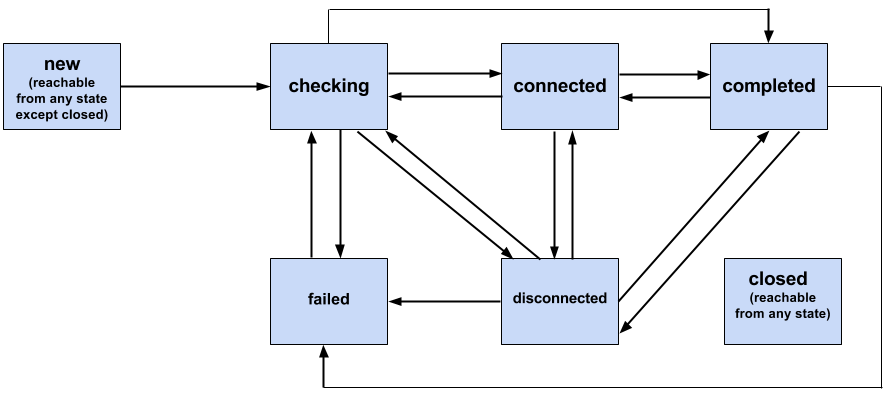 new
(reachable
from any state
except closed)
checking
connected
completed
failed
disconnected
closed
(reachable
from any state)